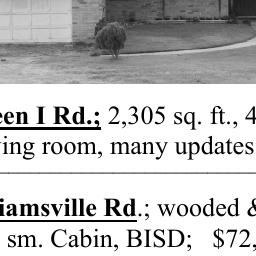 een I Rd.; 2,305 sq. ft., 4
ing room, many updates
iamsville Rd.; wooded &
sm. Cabin, BISD; $72,